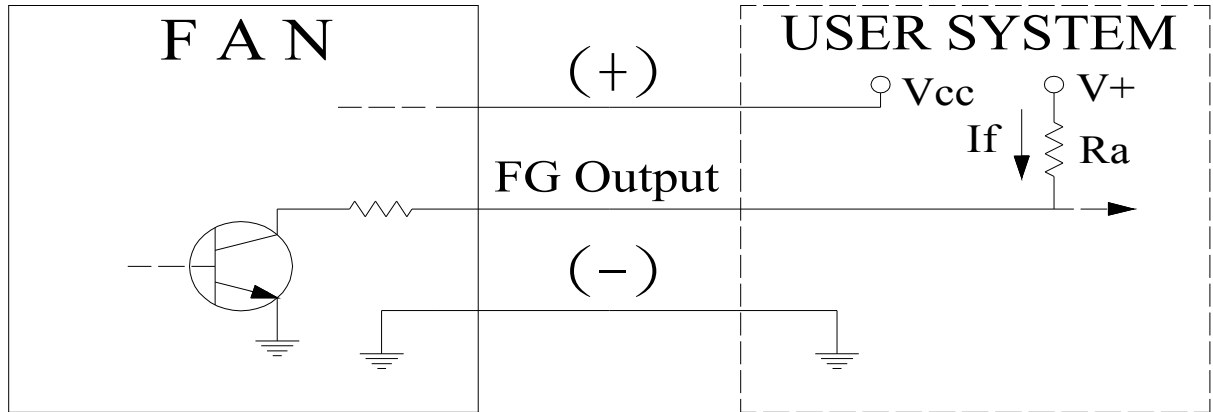 F A N
USER SYSTEM
(+)
Vcc
V+
If
Ra
FG Output
(−)